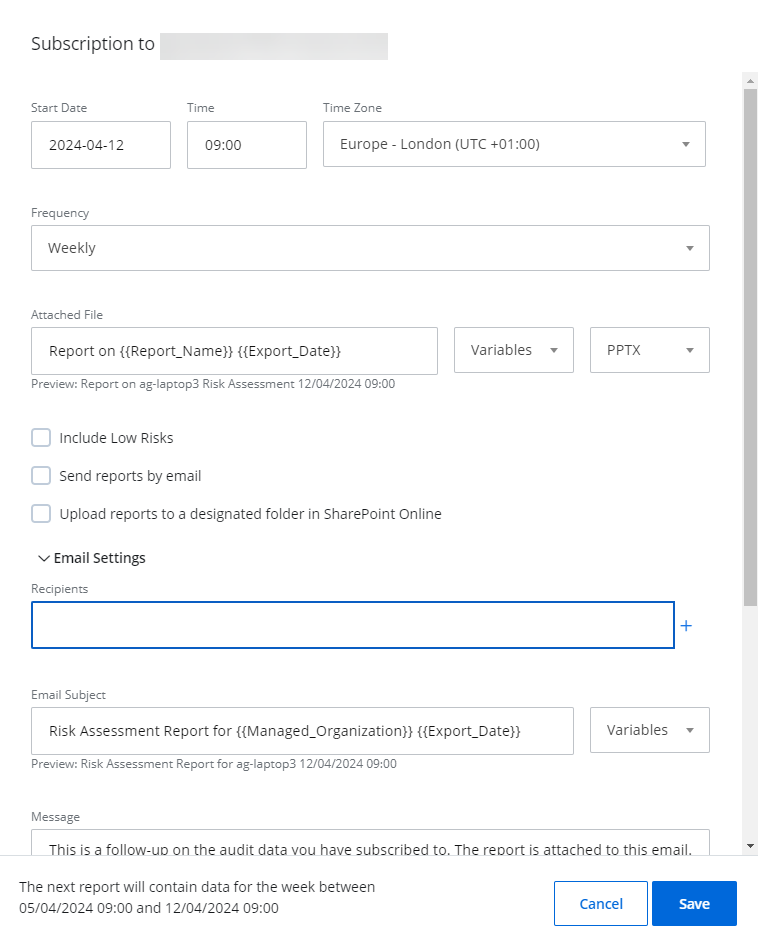 Subscription to
Start Date
Time
Time Zone
2024-04-12
09:00
Europe - London (UTC +01:00)
Frequency
Weekly
Attached File
Report on {{Report_Name}} {{Export_Date}}
Variables
PPTX
Preview: Report on ag-laptop3 Risk Assessment 12/04/2024 09:00
Include Low Risks
Send reports by email
Upload reports to a designated folder in SharePoint Online
Email Settings
Recipients
+
Email Subject
Risk Assessment Report for {{Managed_Organization}} {{Export_Date}}
Variables
Preview: Risk Assessment Report for ag-laptop3 12/04/2024 09:00
Message
This is a follow-up on the audit data you have subscribed to. The report is attached to this email.
The next report will contain data for the week between
05/04/2024 09:00 and 12/04/2024 09:00
Cancel
Save